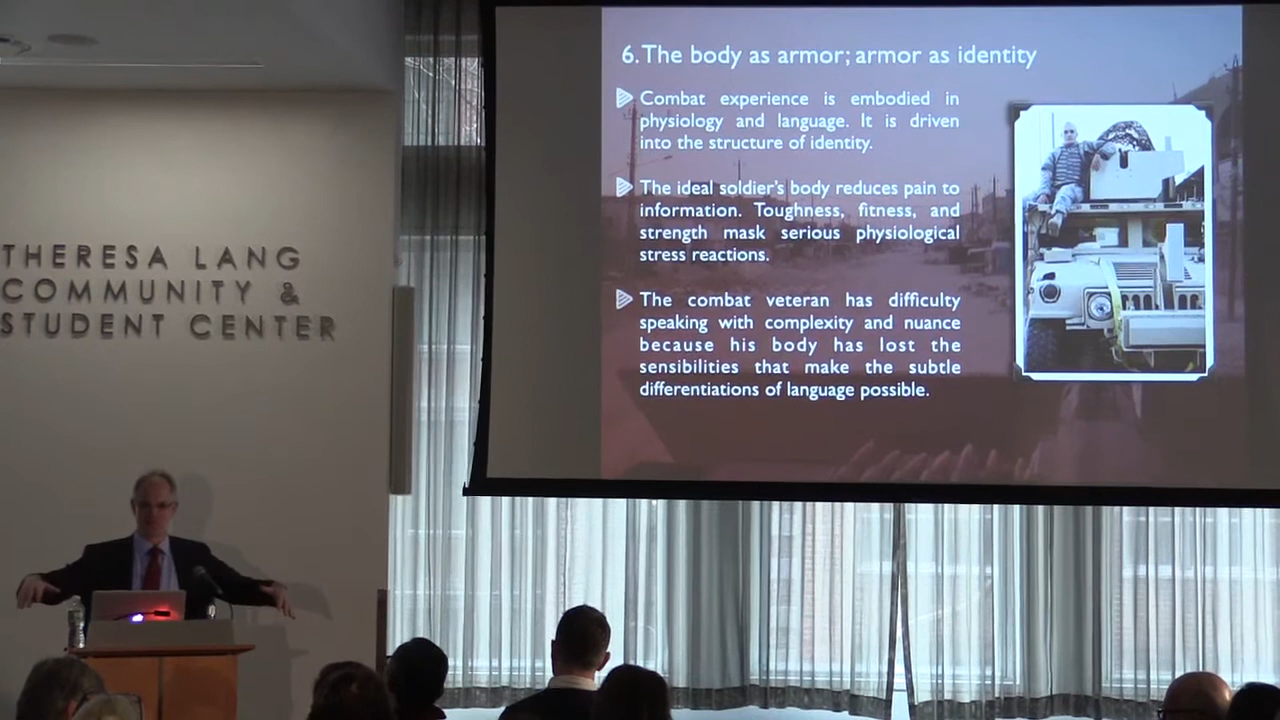 THERESA LANG
COMMUNITY &
STUDENT CENTER
6. The body as armor; armor as identity
Combat experience is embodied in
physiology and language. It is driven
into the structure of identity.
The ideal soldier's body reduces pain to
information. Toughness, fitness, and
strength mask serious physiological
stress reactions.
The combat veteran has difficulty
speaking with complexity and nuance
because his body has lost the
sensibilities that make the subtle
differentiations of language possible.